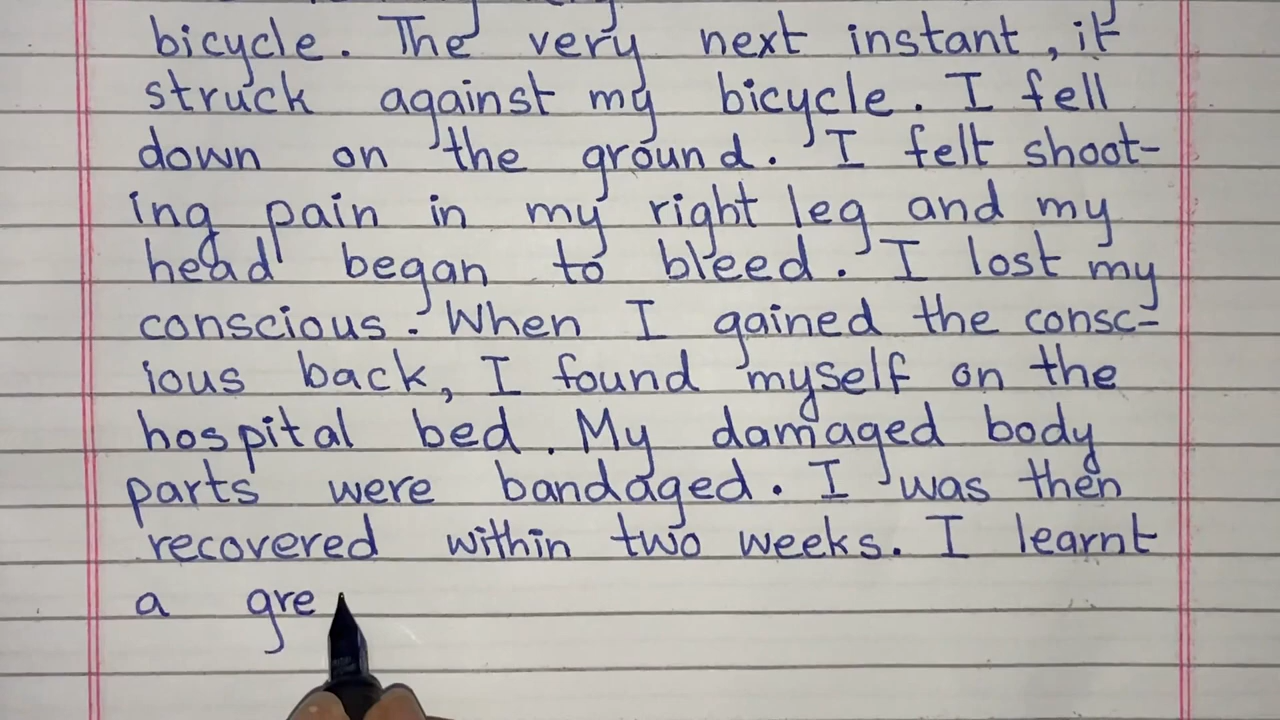 bicycle. The very next instant, it
struck against my bicycle. I fell
down on the ground. I felt shoot-
ing pain in my right leg and my
head began to bleed. I lost my
conscious. When I gained the consc-
ious back, I found myself on the
hospital bed. My damaged body
parts were bandaged. I was then
recovered within two weeks. I learnt
a gre